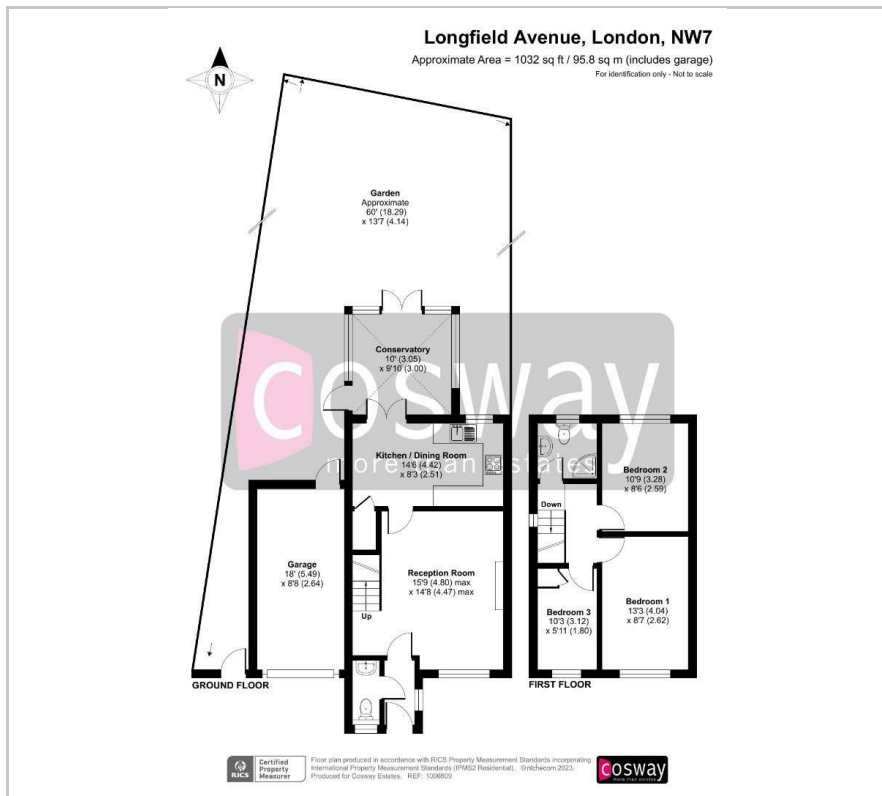 Longfield Avenue, London, NW7
Approximate Area = 1032 sq ft / 95.8 sq m (includes garage)
For identification only - Not to scale
N
Garden
Approximate
60' (18.29)
x 13'7 (4.14)
Conservatory
10' (3.05)
x 9'10 (3.00)
cosway
more than estates
Kitchen / Dining Room
14'6 (4.42)
x 8'3 (2.51)
Bedroom 2
10'9 (3.28)
x 8'6 (2.59)
Down
Garage
18' (5.49)
x 8'8 (2.64)
Reception Room
15'9 (4.80) max
x 14'8 (4.47) max
Up
Bedroom 3
10'3 (3.12)
x 5'11 (1.80)
Bedroom 1
13'3 (4.04)
x 8'7 (2.62)
GROUND FLOOR
FIRST FLOOR
RICS
Certified
Property
Measurer
Floor plan produced in accordance with RICS Property Measurement Standards incorporating
International Property Measurement Standards (IPMS2 Residential). ©nichecom 2023.
Produced for Cosway Estates. REF: 1006609
cosway
more than estates